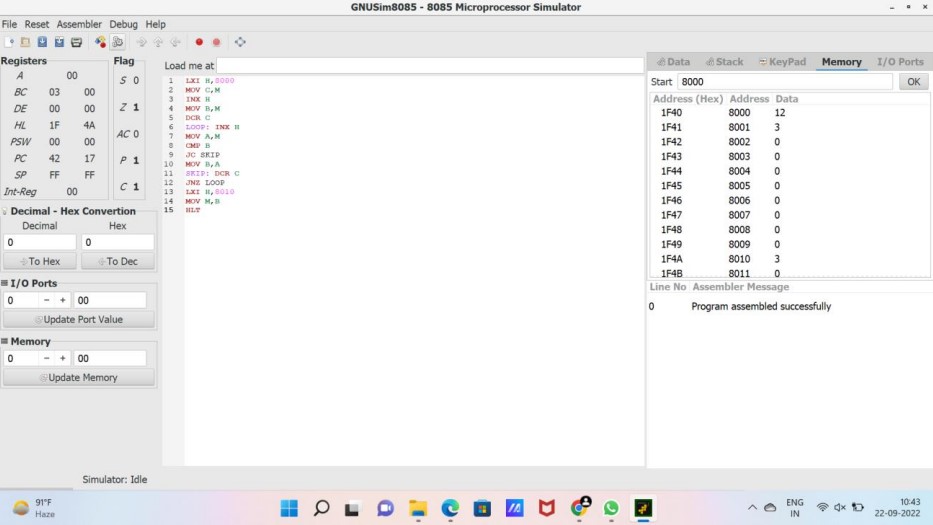 GNUSim8085 - 8085 Microprocessor Simulator
File Reset Assembler Debug Help
Registers
A 00
BC 03 00
DE 00 00
HL 1F 4A
PSW 00 00
PC 42 17
SP FF FF
Int-Reg 00
Flag
S 0
Z 1
AC 0
P 1
C 1
Decimal - Hex Convertion
Decimal Hex
0 0
To Hex To Dec
I/O Ports
0 - + 00
Update Port Value
Memory
0 - + 00
Update Memory
Load me at
1 LXI H,8000
2 MOV C,M
3 INX H
4 MOV B,M
5 DCR C
6 LOOP: INX H
7 MOV A,M
8 CMP B
9 JC SKIP
10 MOV B,A
11 SKIP: DCR C
12 JNZ LOOP
13 LXI H,8010
14 MOV M,B
15 HLT
Data Stack KeyPad Memory I/O Ports
Start 8000 OK
Address (Hex) Address Data
1F40 8000 12
1F41 8001 3
1F42 8002 0
1F43 8003 0
1F44 8004 0
1F45 8005 0
1F46 8006 0
1F47 8007 0
1F48 8008 0
1F49 8009 0
1F4A 8010 3
1F4B 8011 0
Line No Assembler Message
0 Program assembled successfully
Simulator: Idle
91°F
Haze
ENG
IN
10:43
22-09-2022